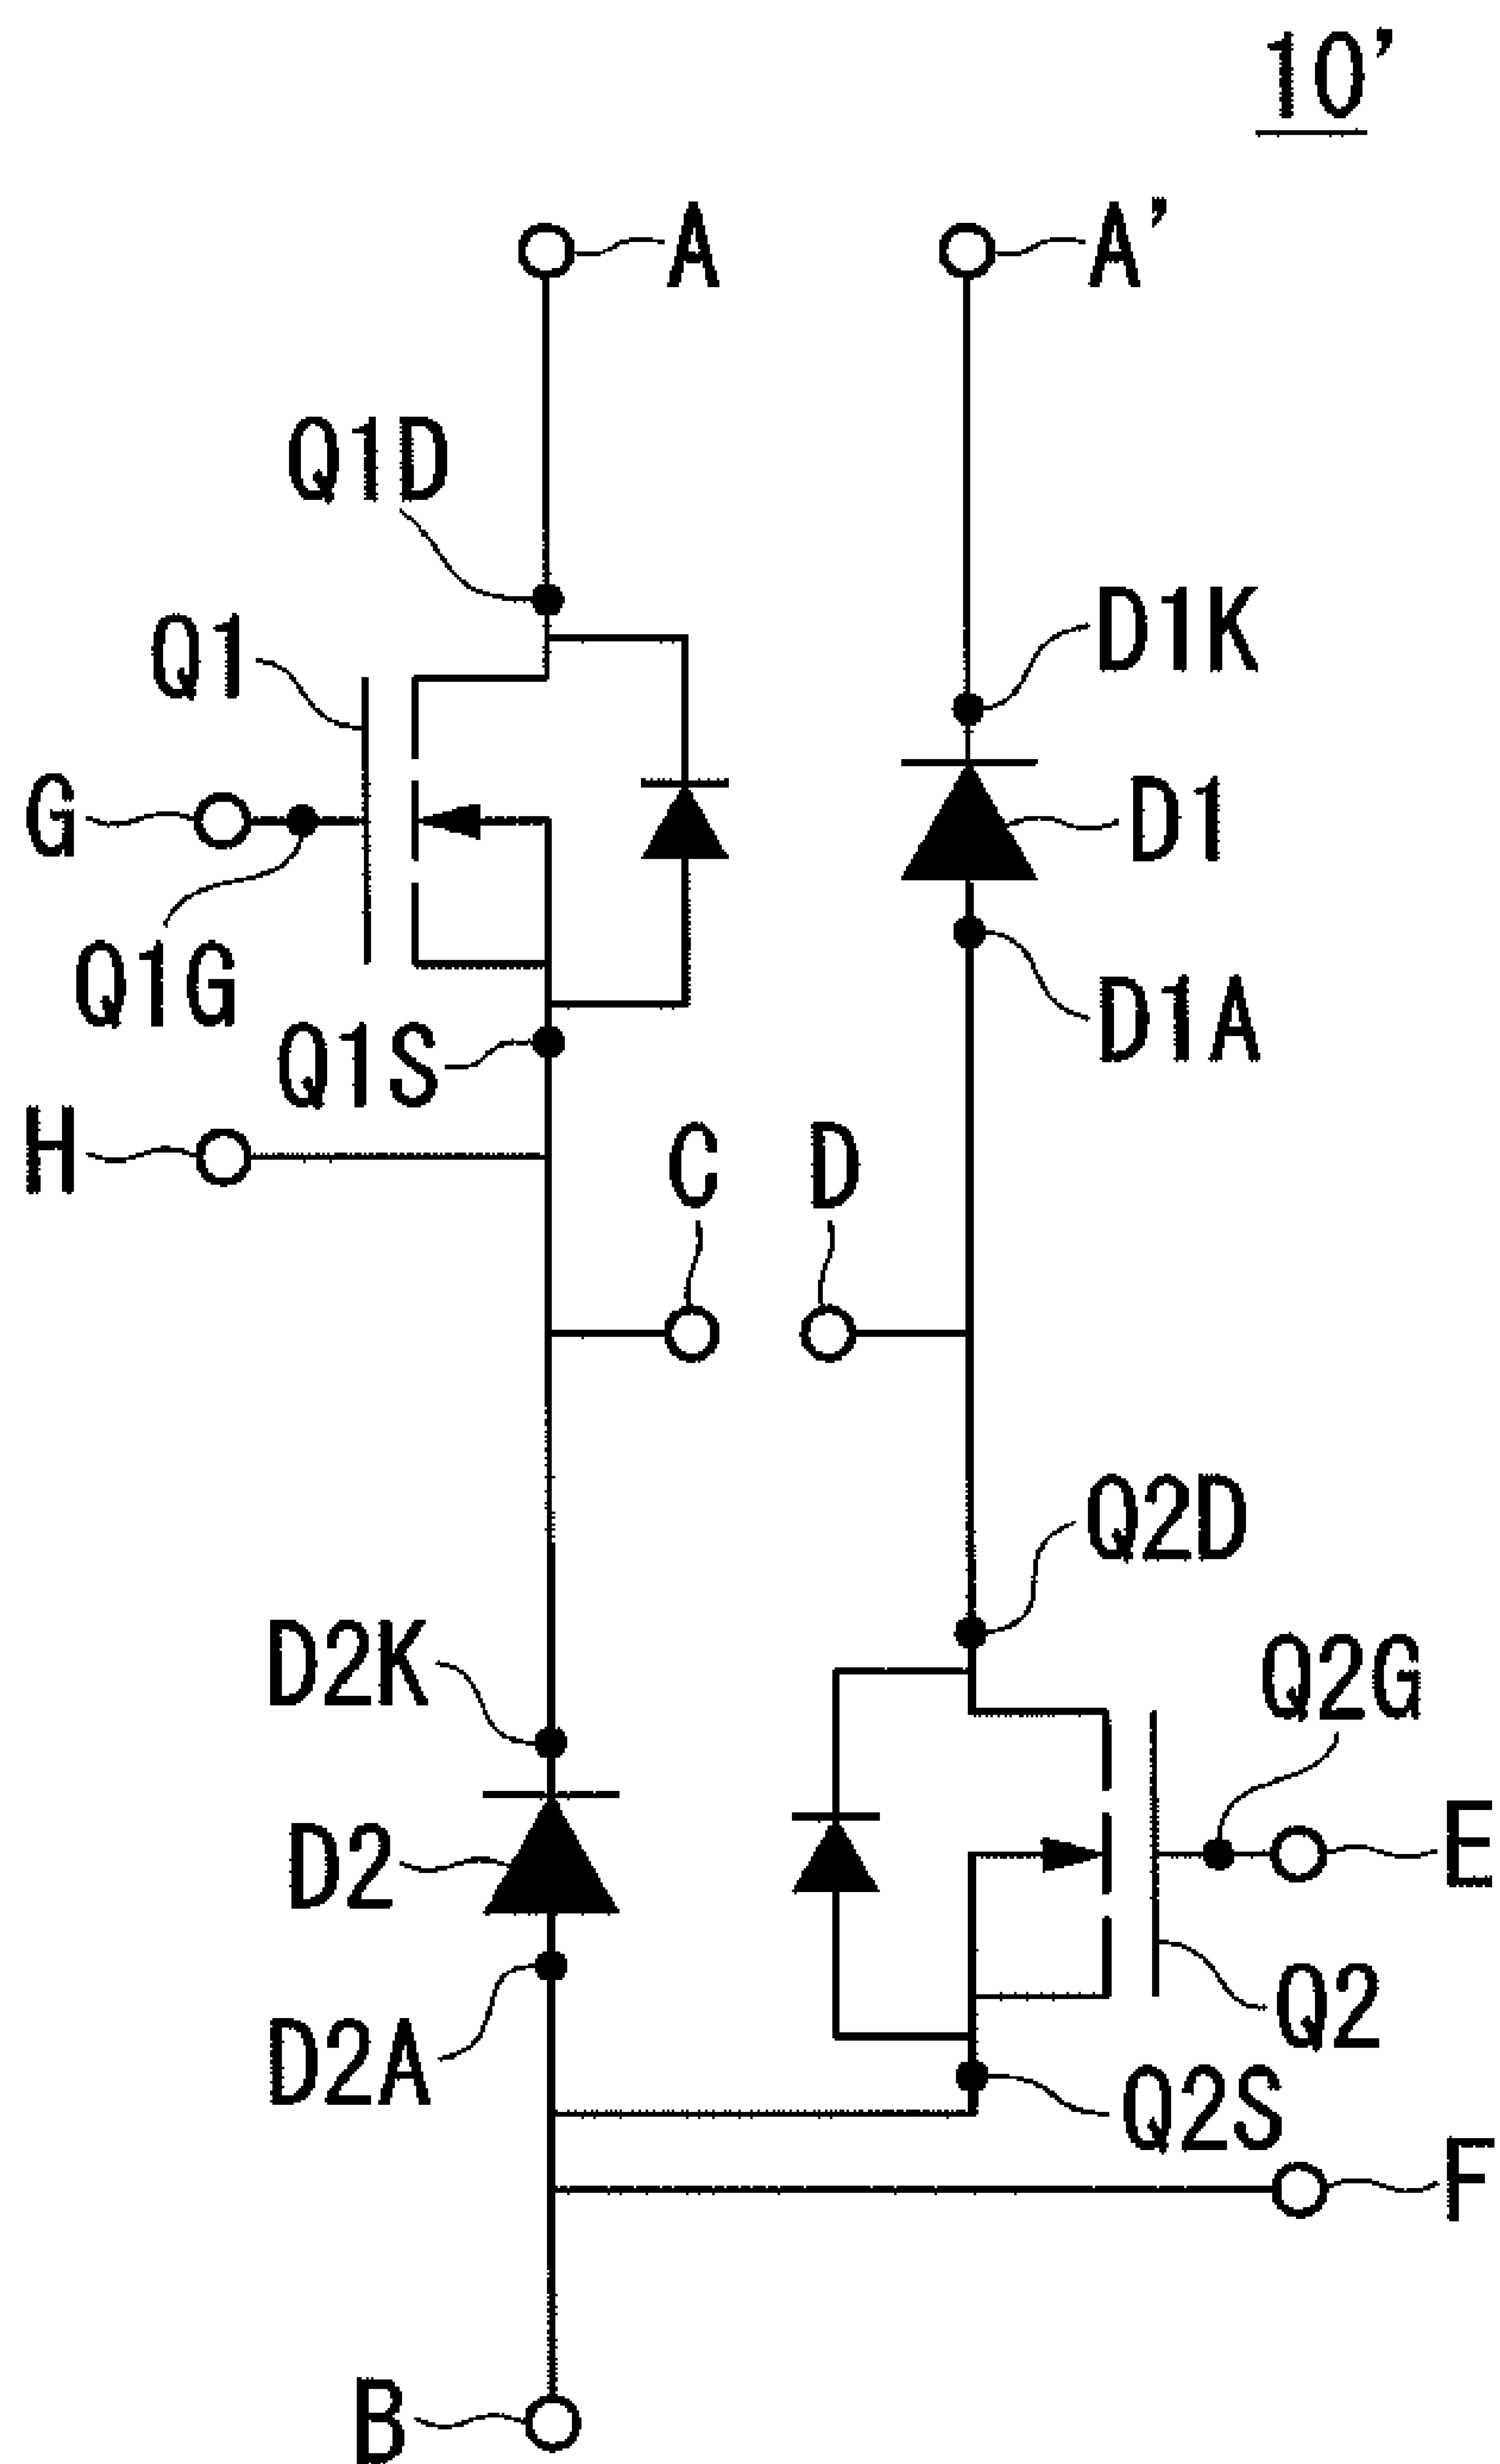 10'
A
A'
Q1D
D1K
Q1
G
D1
Q1G
D1A
Q1S
H
C
D
Q2D
D2K
Q2G
D2
E
Q2
D2A
Q2S
F
B